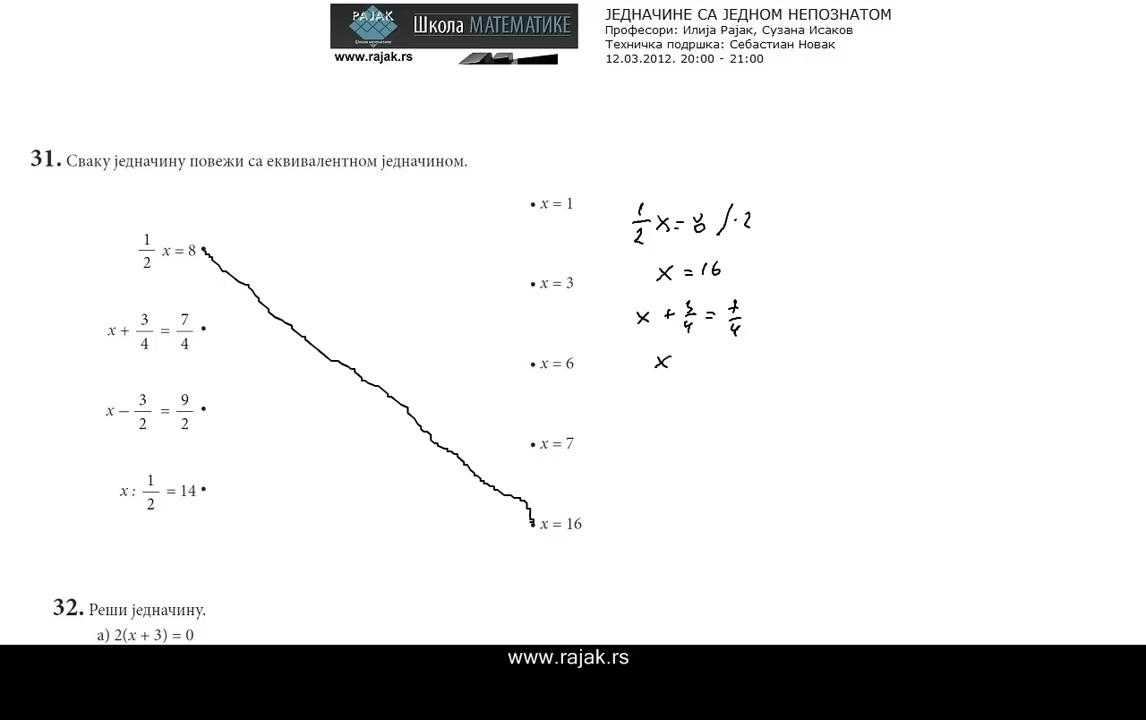 РАЈАК
Школа математике
Школа МАТЕМАТИКЕ
www.rajak.rs
ЈЕДНАЧИНЕ СА ЈЕДНОМ НЕПОЗНАТОМ
Професори: Илија Рајак, Сузана Исаков
Техничка подршка: Себастиан Новак
12.03.2012. 20:00 - 21:00
31. Сваку једначину повежи са еквивалентном једначином.
1/2 x = 8 •
x + 3/4 = 7/4 •
x − 3/2 = 9/2 •
x : 1/2 = 14 •
• x = 1
• x = 3
• x = 6
• x = 7
• x = 16
1/2 x = 8 /· 2
x = 16
x + 3/4 = 7/4
x
32. Реши једначину.
а) 2(x + 3) = 0
www.rajak.rs